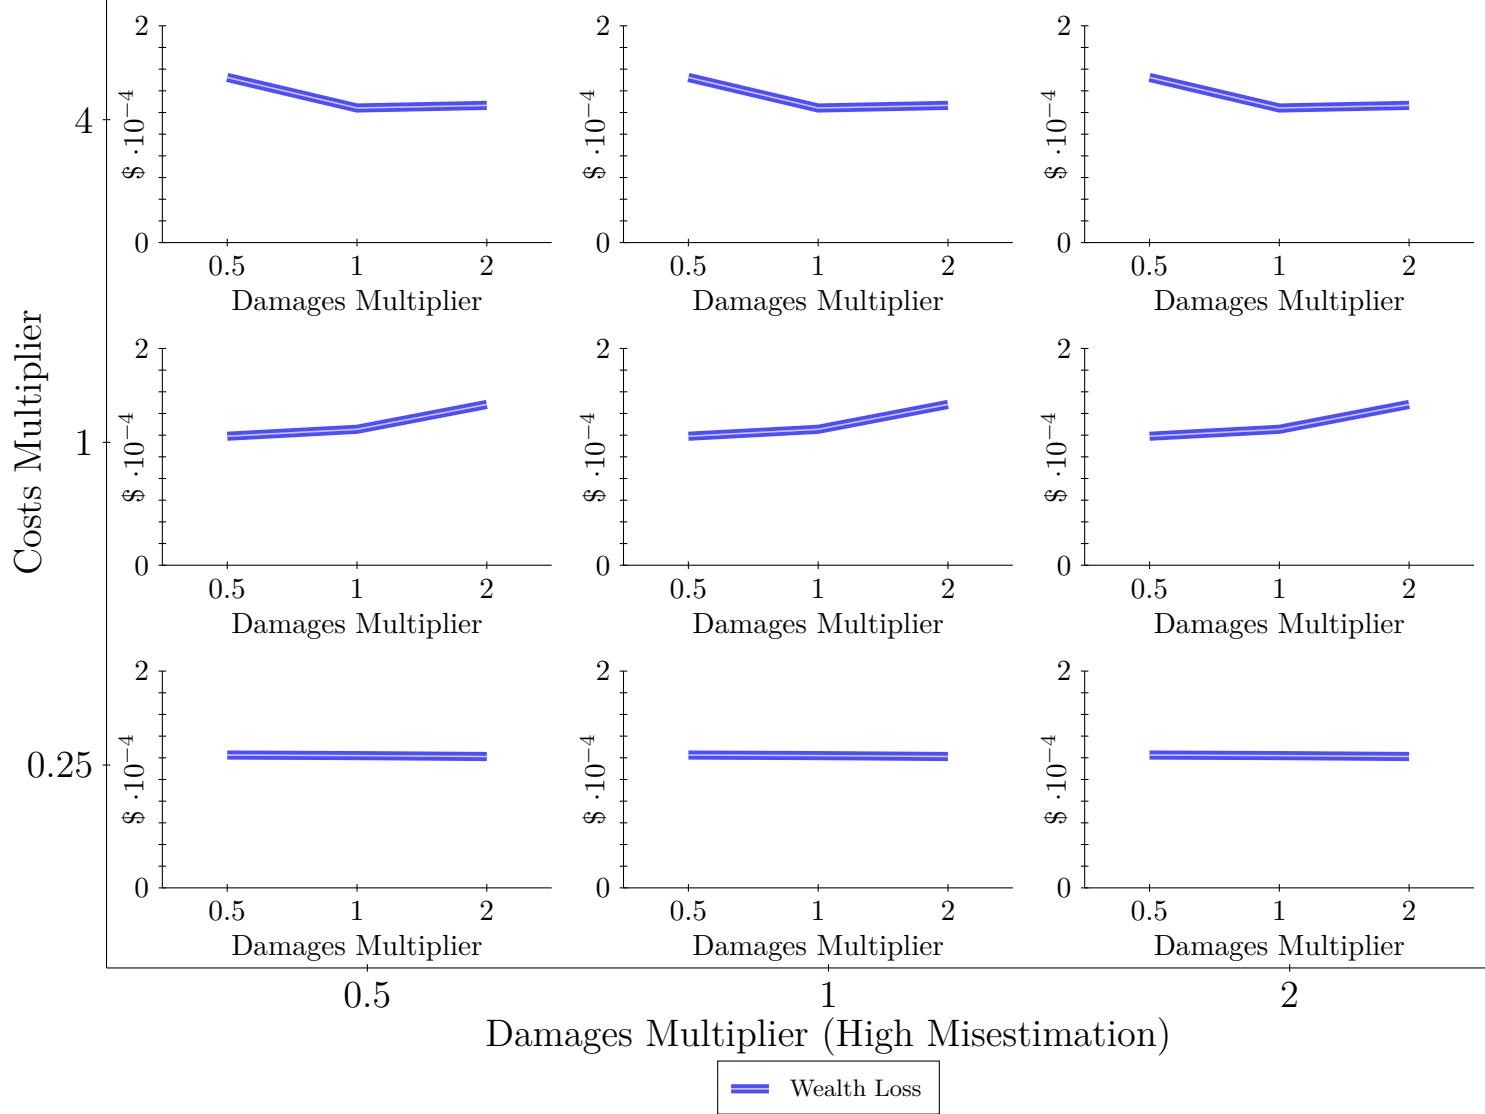 2 2 2
$ ·10⁻⁴ $ ·10⁻⁴ $ ·10⁻⁴
4
0 0 0
0.5 1 2 0.5 1 2 0.5 1 2
Damages Multiplier Damages Multiplier Damages Multiplier
Costs Multiplier
2 2 2
$ ·10⁻⁴ $ ·10⁻⁴ $ ·10⁻⁴
1
0 0 0
0.5 1 2 0.5 1 2 0.5 1 2
Damages Multiplier Damages Multiplier Damages Multiplier
2 2 2
$ ·10⁻⁴ $ ·10⁻⁴ $ ·10⁻⁴
0.25
0 0 0
0.5 1 2 0.5 1 2 0.5 1 2
Damages Multiplier Damages Multiplier Damages Multiplier
0.5 1 2
Damages Multiplier (High Misestimation)
Wealth Loss